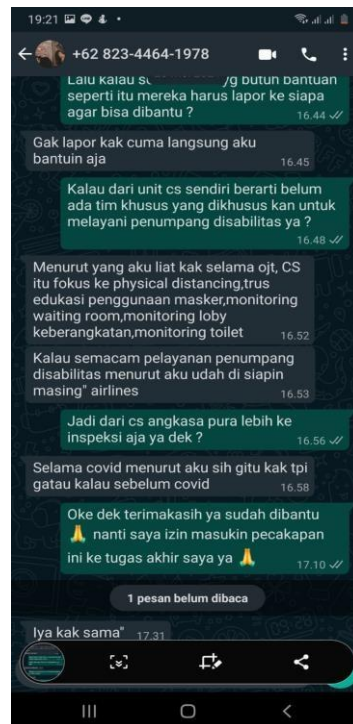 19:21
+62 823-4464-1978
Lalu kalau yg butuh bantuan
seperti itu mereka harus lapor ke siapa
agar bisa dibantu ?
16.44
Gak lapor kak cuma langsung aku
bantuin aja
16.45
Kalau dari unit cs sendiri berarti belum
ada tim khusus yang dikhusus kan untuk
melayani penumpang disabilitas ya ?
16.48
Menurut yang aku liat kak selama ojt, CS
itu fokus ke physical distancing,trus
edukasi penggunaan masker,monitoring
waiting room,monitoring loby
keberangkatan,monitoring toilet
16.52
Kalau semacam pelayanan penumpang
disabilitas menurut aku udah di siapin
masing" airlines
16.53
Jadi dari cs angkasa pura lebih ke
inspeksi aja ya dek ?
16.56
Selama covid menurut aku sih gitu kak tpi
gatau kalau sebelum covid
16.58
Oke dek terimakasih ya sudah dibantu
🙏 nanti saya izin masukin pecakapan
ini ke tugas akhir saya ya 🙏
17.10
1 pesan belum dibaca
Iya kak sama" 17.31